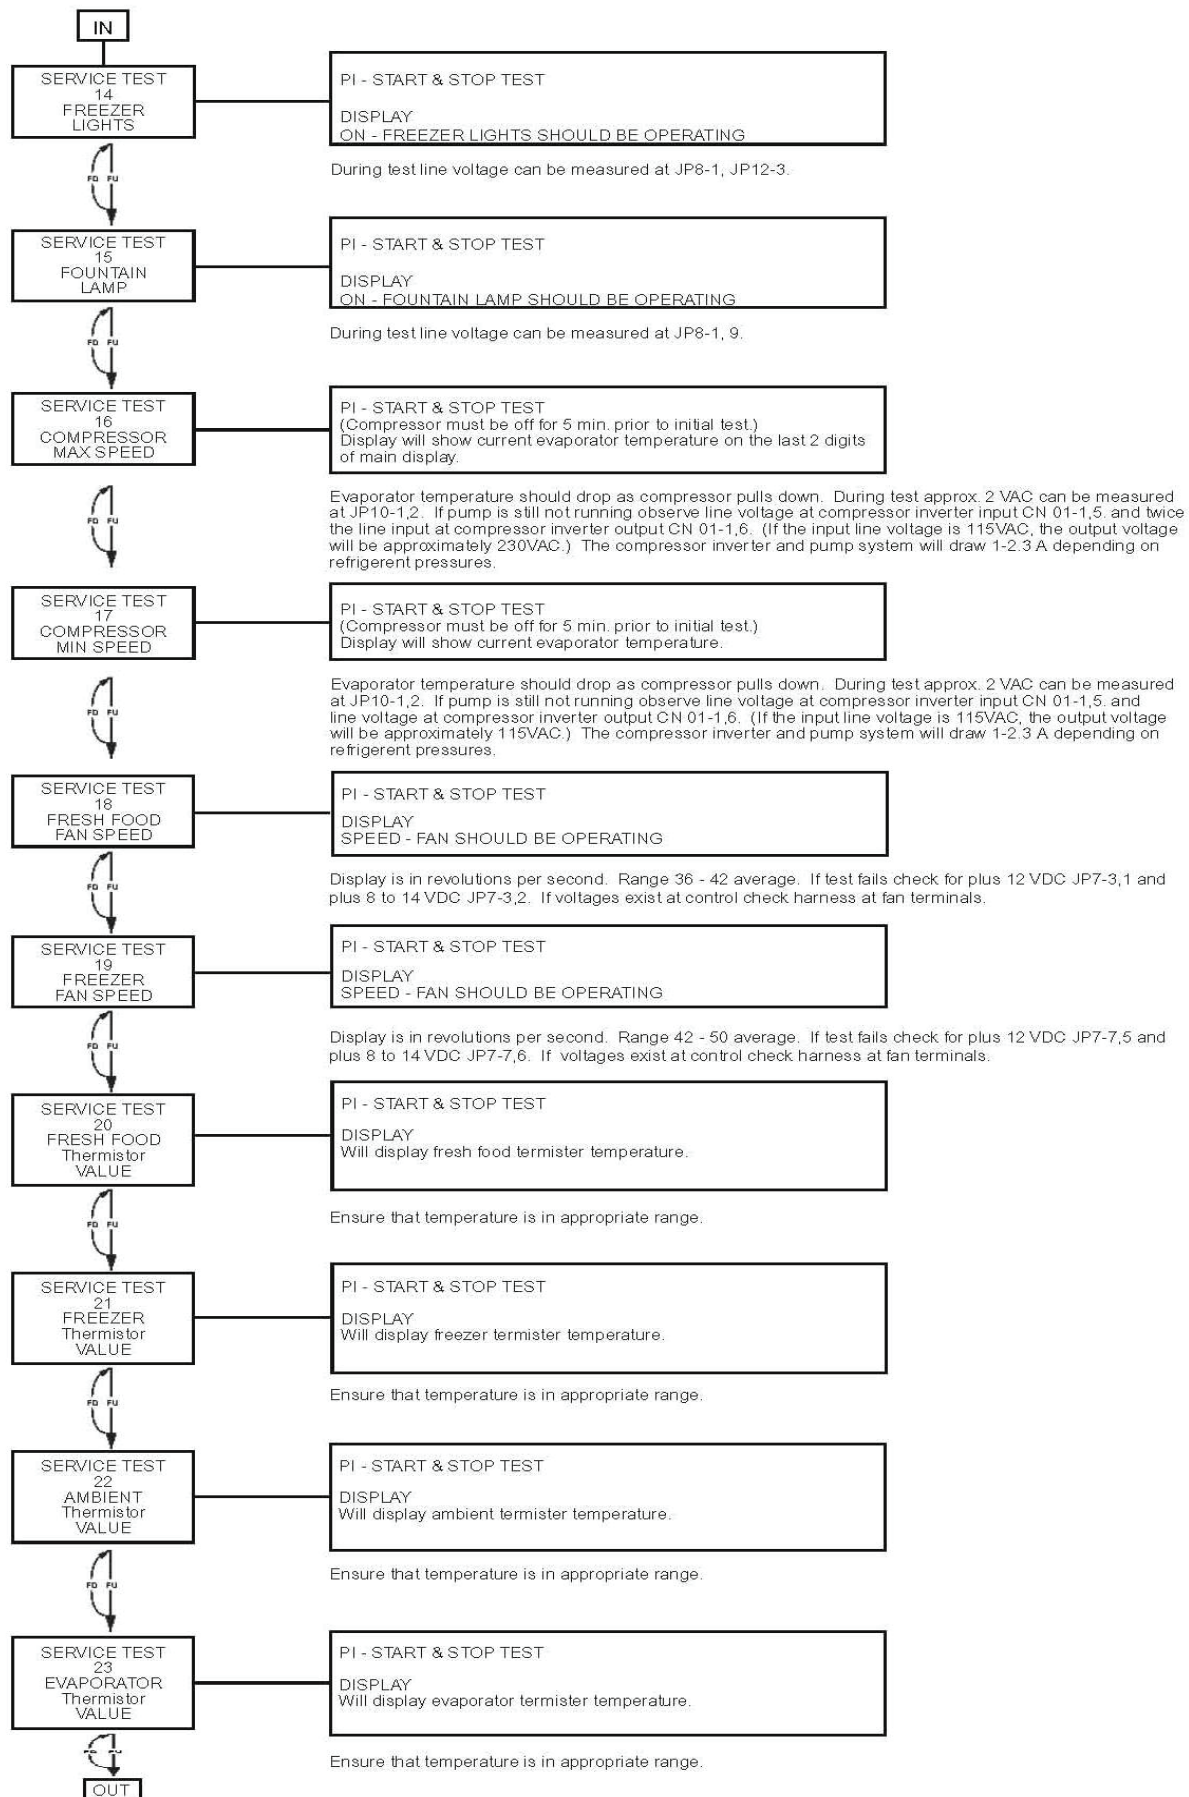 IN
SERVICE TEST
14
FREEZER
LIGHTS
PI - START & STOP TEST
DISPLAY
ON - FREEZER LIGHTS SHOULD BE OPERATING
During test line voltage can be measured at JP8-1, JP12-3.
FD FU
SERVICE TEST
15
FOUNTAIN
LAMP
PI - START & STOP TEST
DISPLAY
ON - FOUNTAIN LAMP SHOULD BE OPERATING
During test line voltage can be measured at JP8-1, 9.
FD FU
SERVICE TEST
16
COMPRESSOR
MAX SPEED
PI - START & STOP TEST
(Compressor must be off for 5 min. prior to initial test.)
Display will show current evaporator temperature on the last 2 digits
of main display.
Evaporator temperature should drop as compressor pulls down. During test approx. 2 VAC can be measured
at JP10-1,2. If pump is still not running observe line voltage at compressor inverter input CN 01-1,5. and twice
the line input at compressor inverter output CN 01-1,6. (If the input line voltage is 115VAC, the output voltage
will be approximately 230VAC.) The compressor inverter and pump system will draw 1-2.3 A depending on
refrigerent pressures.
FD FU
SERVICE TEST
17
COMPRESSOR
MIN SPEED
PI - START & STOP TEST
(Compressor must be off for 5 min. prior to initial test.)
Display will show current evaporator temperature.
Evaporator temperature should drop as compressor pulls down. During test approx. 2 VAC can be measured
at JP10-1,2. If pump is still not running observe line voltage at compressor inverter input CN 01-1,5. and
line voltage at compressor inverter output CN 01-1,6. (If the input line voltage is 115VAC, the output voltage
will be approximately 115VAC.) The compressor inverter and pump system will draw 1-2.3 A depending on
refrigerent pressures.
FD FU
SERVICE TEST
18
FRESH FOOD
FAN SPEED
PI - START & STOP TEST
DISPLAY
SPEED - FAN SHOULD BE OPERATING
Display is in revolutions per second. Range 36 - 42 average. If test fails check for plus 12 VDC JP7-3,1 and
plus 8 to 14 VDC JP7-3,2. If voltages exist at control check harness at fan terminals.
FD FU
SERVICE TEST
19
FREEZER
FAN SPEED
PI - START & STOP TEST
DISPLAY
SPEED - FAN SHOULD BE OPERATING
Display is in revolutions per second. Range 42 - 50 average. If test fails check for plus 12 VDC JP7-7,5 and
plus 8 to 14 VDC JP7-7,6. If voltages exist at control check harness at fan terminals.
FD FU
SERVICE TEST
20
FRESH FOOD
Thermistor
VALUE
PI - START & STOP TEST
DISPLAY
Will display fresh food termister temperature.
Ensure that temperature is in appropriate range.
FD FU
SERVICE TEST
21
FREEZER
Thermistor
VALUE
PI - START & STOP TEST
DISPLAY
Will display freezer termister temperature.
Ensure that temperature is in appropriate range.
FD FU
SERVICE TEST
22
AMBIENT
Thermistor
VALUE
PI - START & STOP TEST
DISPLAY
Will display ambient termister temperature.
Ensure that temperature is in appropriate range.
FD FU
SERVICE TEST
23
EVAPORATOR
Thermistor
VALUE
PI - START & STOP TEST
DISPLAY
Will display evaporator termister temperature.
Ensure that temperature is in appropriate range.
FD FU
OUT